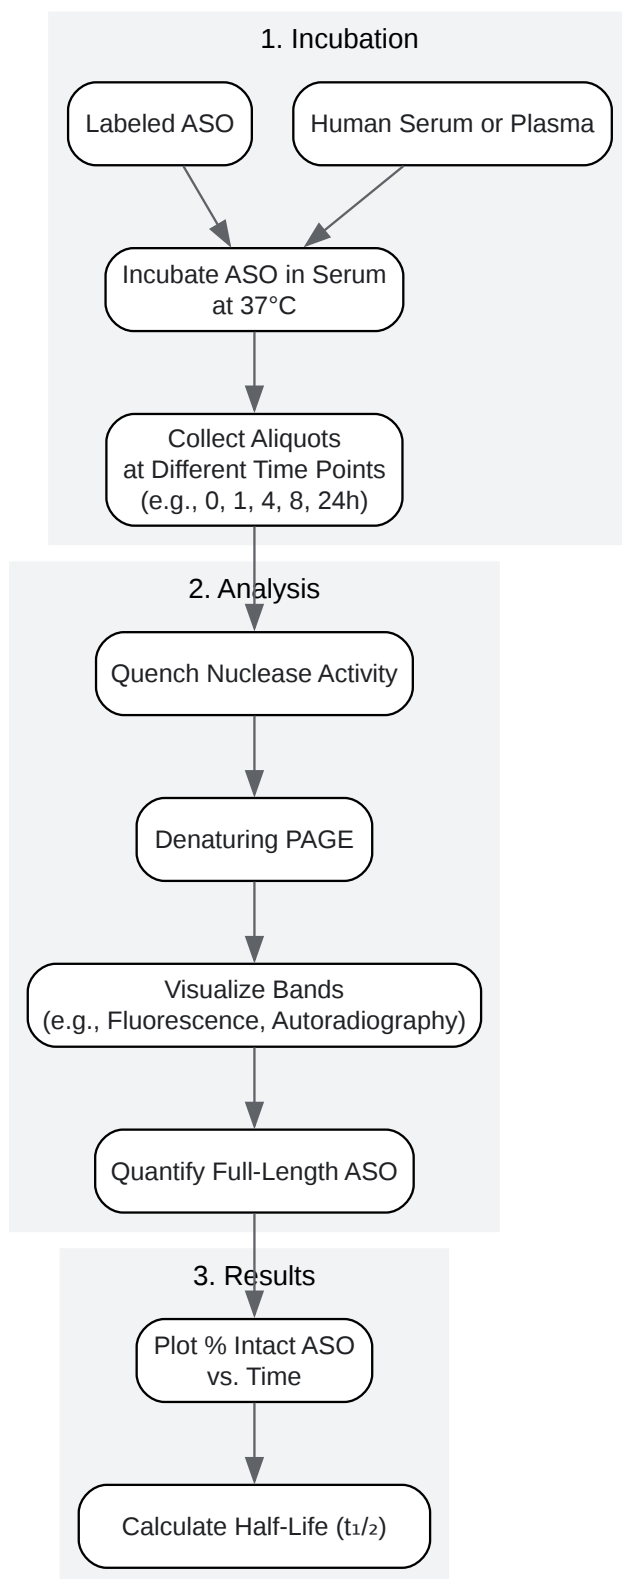 1. Incubation
Labeled ASO
Human Serum or Plasma
Incubate ASO in Serum
at 37°C
Collect Aliquots
at Different Time Points
(e.g., 0, 1, 4, 8, 24h)
2. Analysis
Quench Nuclease Activity
Denaturing PAGE
Visualize Bands
(e.g., Fluorescence, Autoradiography)
Quantify Full-Length ASO
3. Results
Plot % Intact ASO
vs. Time
Calculate Half-Life (t₁/₂)